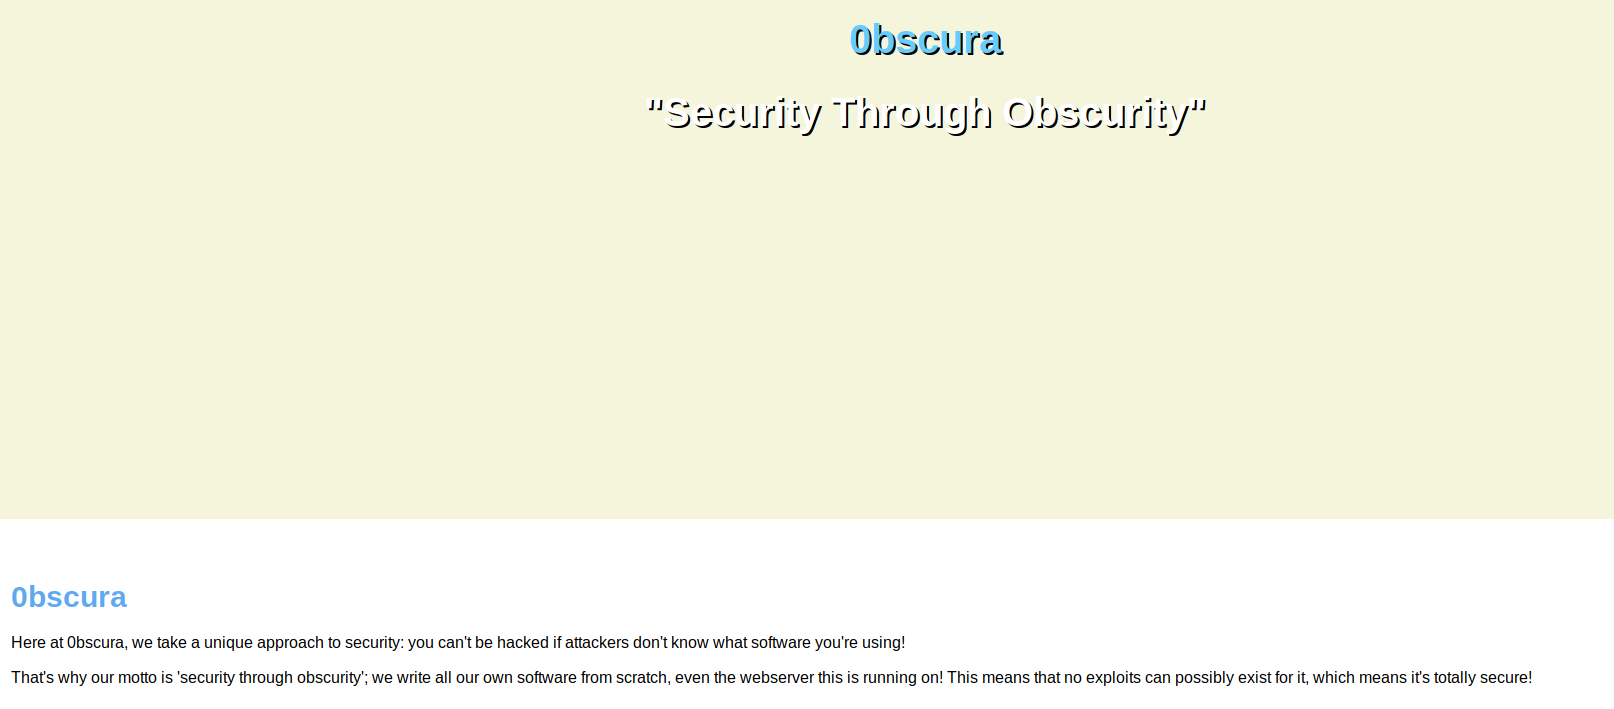 0bscura
"Security Through Obscurity"
0bscura
Here at 0bscura, we take a unique approach to security: you can't be hacked if attackers don't know what software you're using!
That's why our motto is 'security through obscurity'; we write all our own software from scratch, even the webserver this is running on! This means that no exploits can possibly exist for it, which means it's totally secure!